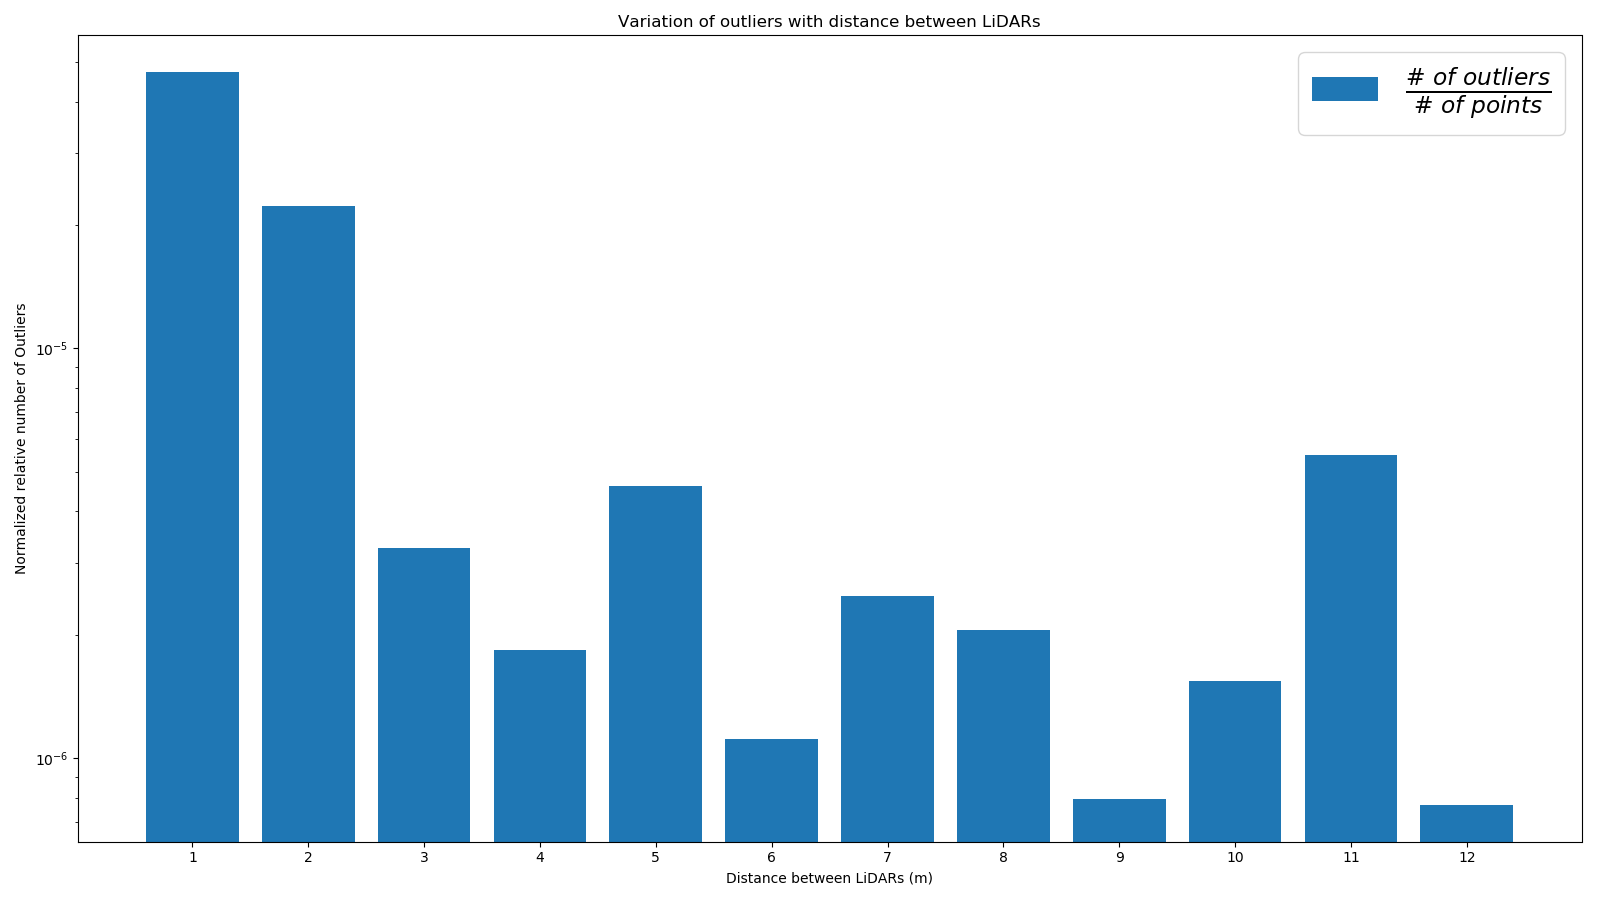 Variation of outliers with distance between LiDARs
# of outliers
# of points
Normalized relative number of Outliers
10⁻⁵
10⁻⁶
1 2 3 4 5 6 7 8 9 10 11 12
Distance between LiDARs (m)